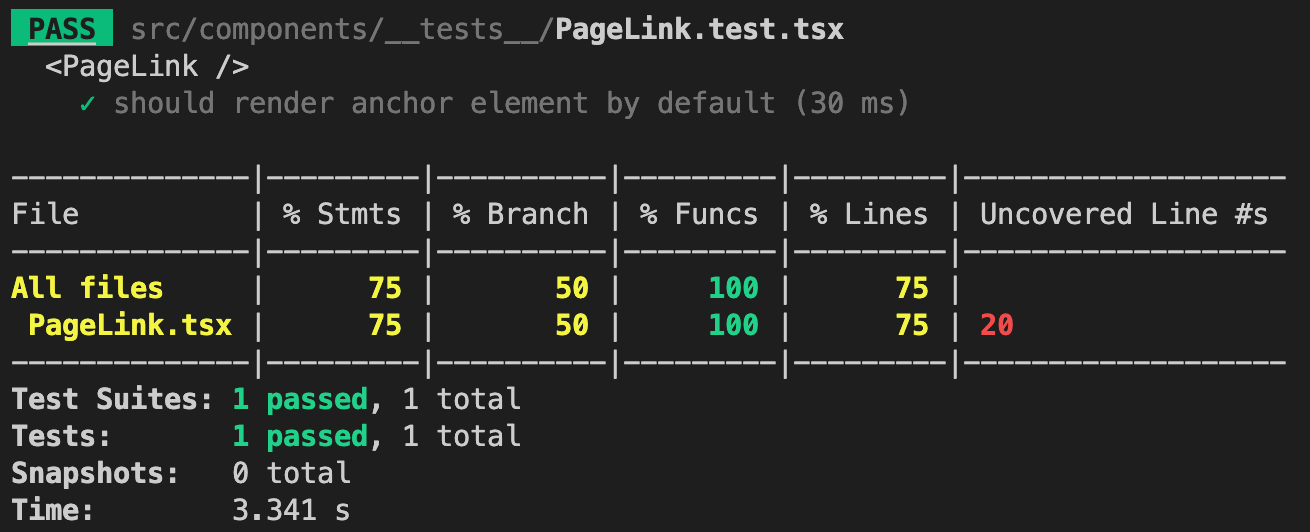 PASS src/components/__tests__/PageLink.test.tsx
  <PageLink />
    ✓ should render anchor element by default (30 ms)
--------------|---------|----------|---------|---------|-------------------
File          | % Stmts | % Branch | % Funcs | % Lines | Uncovered Line #s
--------------|---------|----------|---------|---------|-------------------
All files     |      75 |       50 |     100 |      75 |
 PageLink.tsx |      75 |       50 |     100 |      75 | 20
--------------|---------|----------|---------|---------|-------------------
Test Suites: 1 passed, 1 total
Tests:       1 passed, 1 total
Snapshots:   0 total
Time:        3.341 s